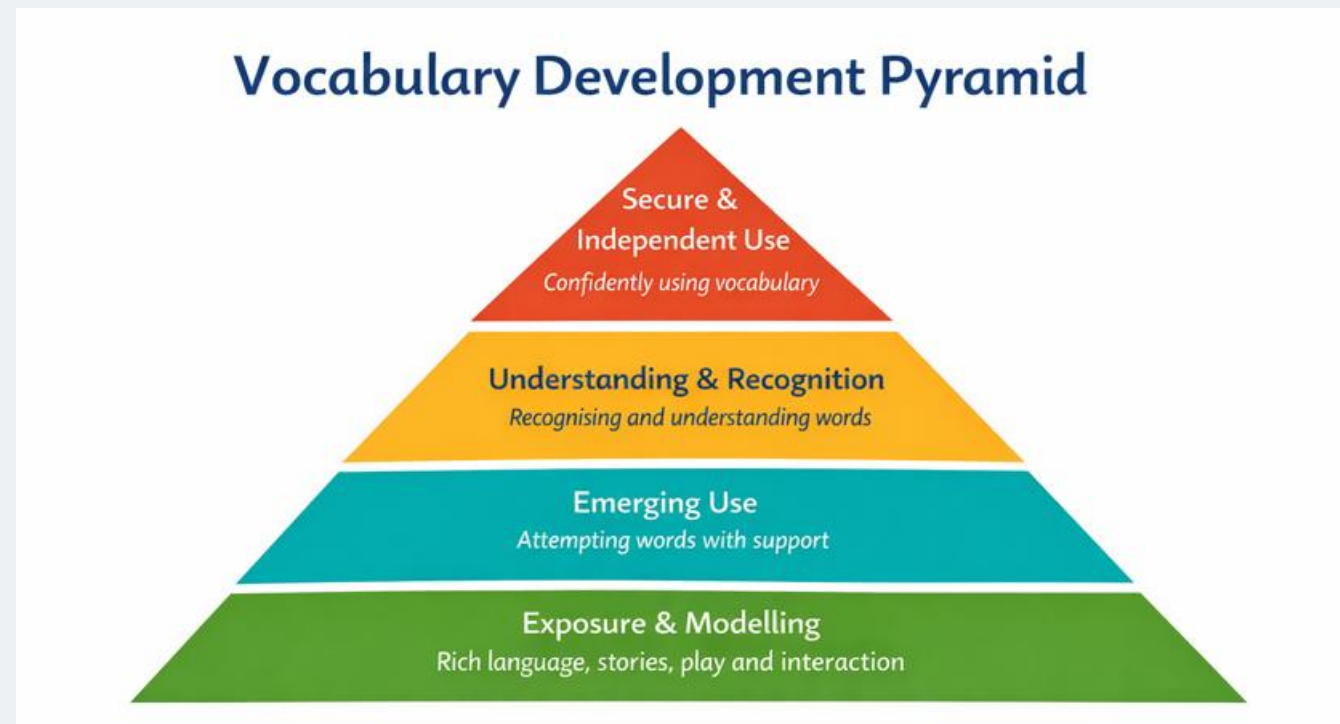 Vocabulary Development Pyramid
Secure &
Independent Use
Confidently using vocabulary
Understanding & Recognition
Recognising and understanding words
Emerging Use
Attempting words with support
Exposure & Modelling
Rich language, stories, play and interaction